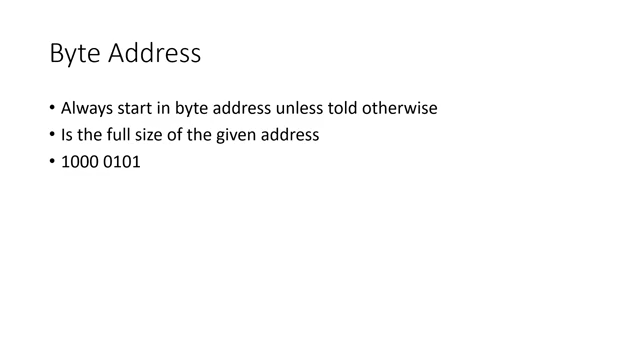 Byte Address
• Always start in byte address unless told otherwise
• Is the full size of the given address
• 1000 0101